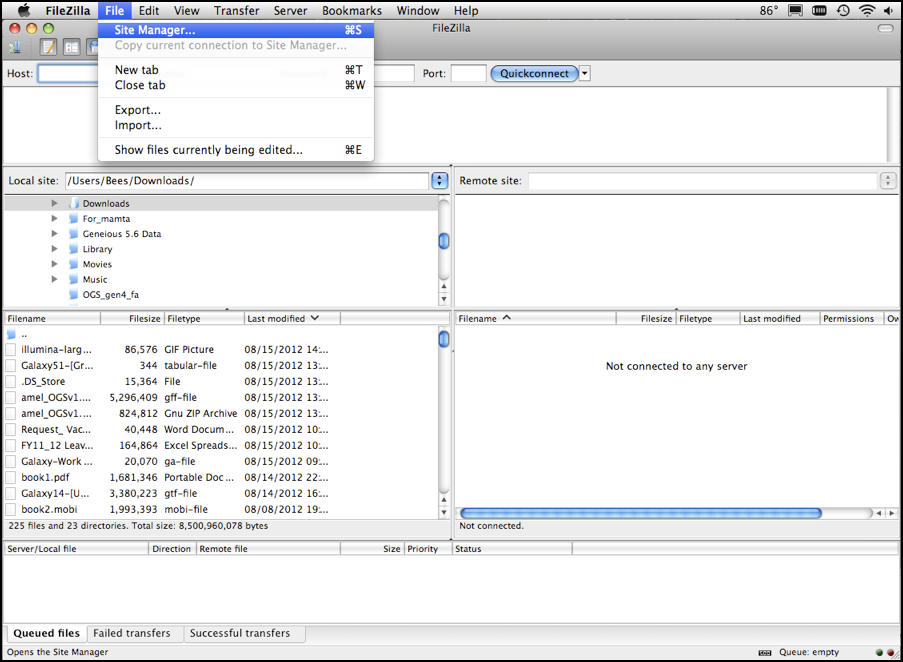 FileZilla File Edit View Transfer Server Bookmarks Window Help 86°
FileZilla
Site Manager... ⌘S
Copy current connection to Site Manager...
New tab ⌘T
Close tab ⌘W
Export...
Import...
Show files currently being edited... ⌘E
Host: Port: Quickconnect
Local site: /Users/Bees/Downloads/ Remote site:
Downloads
For_mamta
Geneious 5.6 Data
Library
Movies
Music
OGS_gen4_fa
Filename Filesize Filetype Last modified Filename Filesize Filetype Last modified Permissions Ow
..
illumina-larg... 86,576 GIF Picture 08/15/2012 14:...
Galaxy51-[Gr... 344 tabular-file 08/15/2012 13:...
.DS_Store 15,364 File 08/15/2012 13:...
amel_OGSv1.... 5,296,409 gff-file 08/15/2012 13:...
amel_OGSv1.... 824,812 Gnu ZIP Archive 08/15/2012 13:...
Request_ Vac... 40,448 Word Docum... 08/15/2012 10:...
FY11_12 Leav... 164,864 Excel Spreads... 08/15/2012 10:...
Galaxy-Work ... 20,070 ga-file 08/15/2012 09:...
book1.pdf 1,681,346 Portable Doc ... 08/14/2012 22:...
Galaxy14-[U... 3,380,223 gtf-file 08/14/2012 16:...
book2.mobi 1,993,393 mobi-file 08/08/2012 19:...
Not connected to any server
225 files and 23 directories. Total size: 8,500,960,078 bytes Not connected.
Server/Local file Direction Remote file Size Priority Status
Queued files Failed transfers Successful transfers
Opens the Site Manager Queue: empty